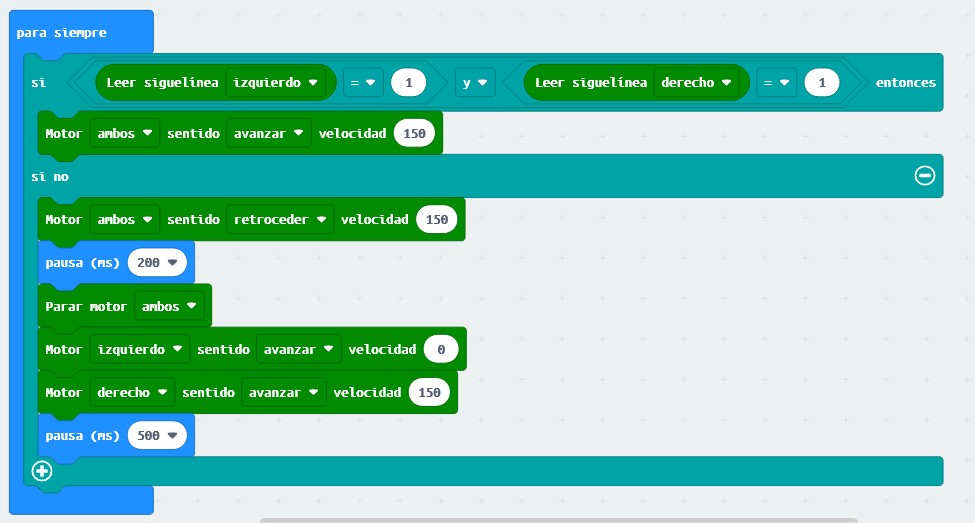 para siempre
si Leer siguelínea izquierdo = 1 y Leer siguelínea derecho = 1 entonces
Motor ambos sentido avanzar velocidad 150
si no
Motor ambos sentido retroceder velocidad 150
pausa (ms) 200
Parar motor ambos
Motor izquierdo sentido avanzar velocidad 0
Motor derecho sentido avanzar velocidad 150
pausa (ms) 500